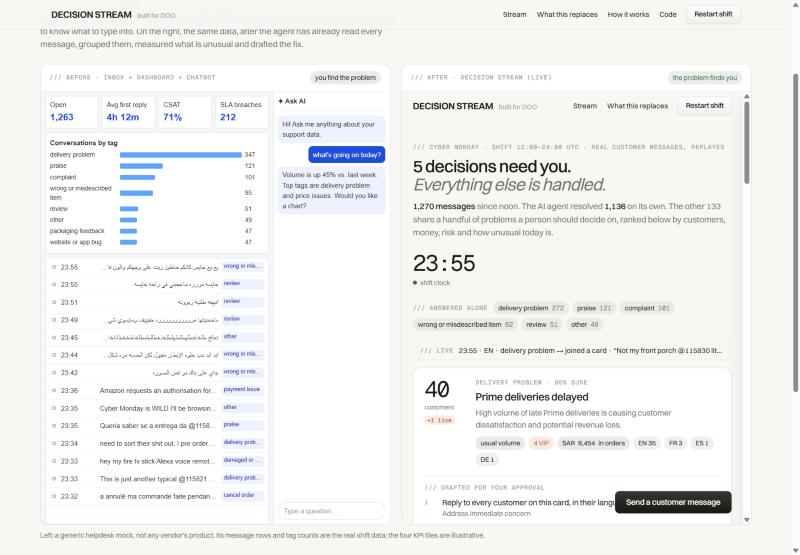 DECISION STREAM built for DOO
Stream What this replaces How it works Code Restart shift
to know what to type into. On the right, the same data, after the agent has already read every
message, grouped them, measured what is unusual and drafted the fix.
/// BEFORE · INBOX + DASHBOARD + CHATBOT you find the problem
Open Avg first reply CSAT SLA breaches
1,263 4h 12m 71% 212
Conversations by tag
delivery problem 347
praise 121
complaint 101
wrong or misdescribed item 95
review 51
other 49
packaging feedback 47
website or app bug 47
23:55 wrong or mis...
23:55 review
23:51 review
23:49 review
23:45 other
23:44 wrong or mis...
23:42 wrong or mis...
23:36 Amazon requests an authorisation for... payment issue
23:35 Cyber Monday is WILD I'll be browsin... other
23:35 Queria saber se a entrega da @1158... praise
23:34 need to sort their shit out, I pre order ... delivery prob...
23:33 hey my fire tv stick Alexa voice remot... damaged or ...
23:33 This is just another typical @115821 ... delivery prob...
23:32 a annulé ma commande faite pendan... cancel order
✦ Ask AI
Hi! Ask me anything about your
support data.
what's going on today?
Volume is up 45% vs. last week.
Top tags are delivery problem
and price issues. Would you like
a chart?
Type a question...
/// AFTER · DECISION STREAM (LIVE) the problem finds you
DECISION STREAM built for DOO Stream What this replaces Restart shift
/// CYBER MONDAY · SHIFT 12:00–24:00 UTC · REAL CUSTOMER MESSAGES, REPLAYED
5 decisions need you.
Everything else is handled.
1,270 messages since noon. The AI agent resolved 1,136 on its own. The other 133
share a handful of problems a person should decide on, ranked below by customers,
money, risk and how unusual today is.
23:55
shift clock
/// ANSWERED ALONE delivery problem 272 praise 121 complaint 101
wrong or misdescribed item 62 review 51 other 49
/// LIVE 23:55 · EN · delivery problem → joined a card · "Not my front porch @115830 lit...
40
customers
+1 live
DELIVERY PROBLEM · 95% SURE
Prime deliveries delayed
High volume of late Prime deliveries is causing customer
dissatisfaction and potential revenue loss.
usual volume 4 VIP SAR 6,454 in orders EN 35 FR 3 ES 1
DE 1
/// DRAFTED FOR YOUR APPROVAL
1 Reply to every customer on this card, in their
Address immediate concern
Send a customer message
Left: a generic helpdesk mock, not any vendor's product. Its message rows and tag counts are the real shift data; the four KPI tiles are illustrative.